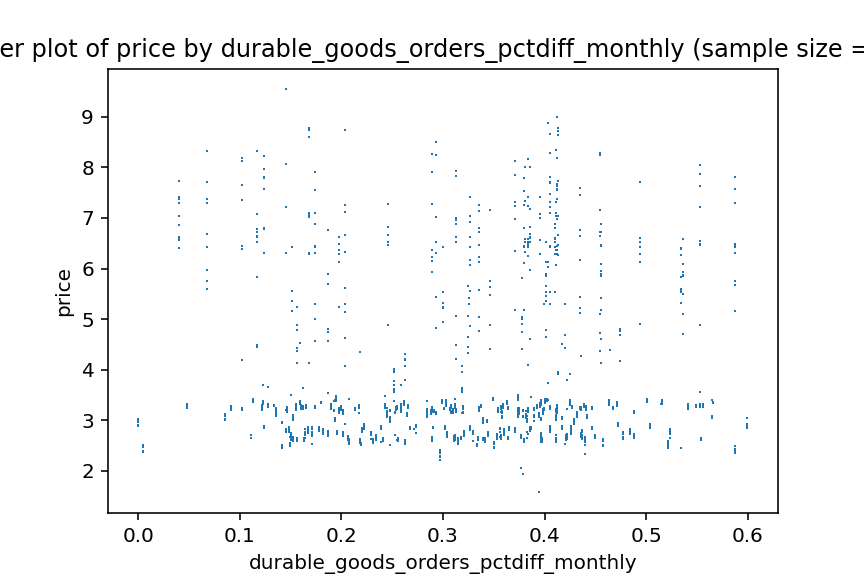 er plot of price by durable_goods_orders_pctdiff_monthly (sample size =
9
8
7
6
5
4
3
2
price
0.0 0.1 0.2 0.3 0.4 0.5 0.6
durable_goods_orders_pctdiff_monthly